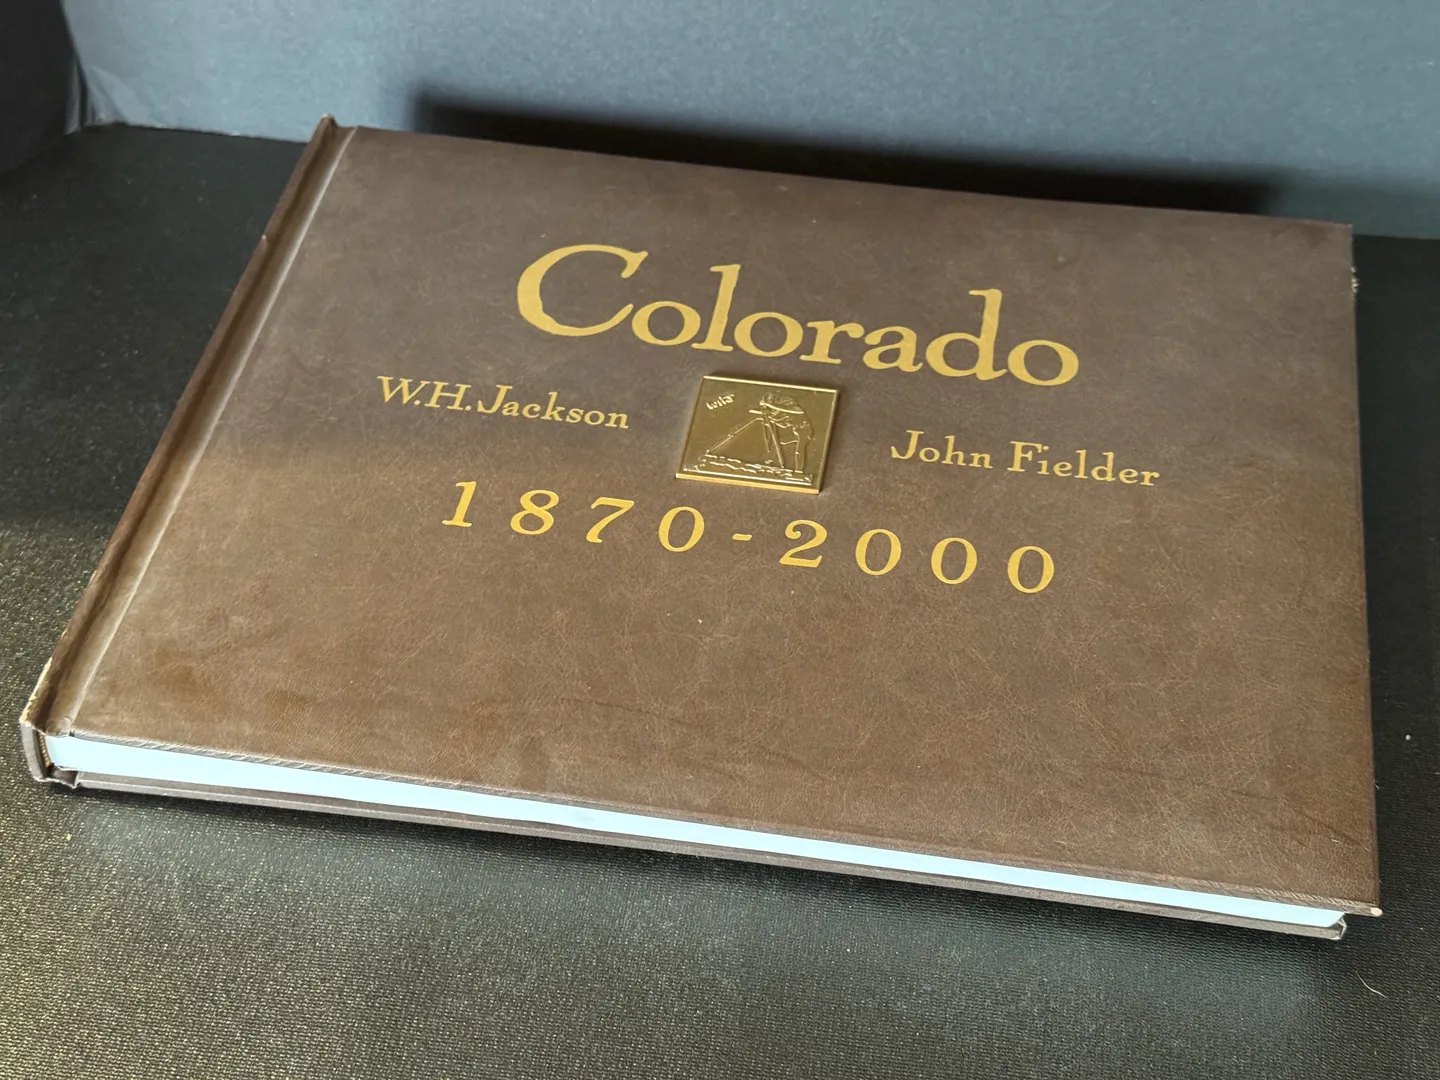 Colorado
W.H. Jackson
John Fielder
1870-2000